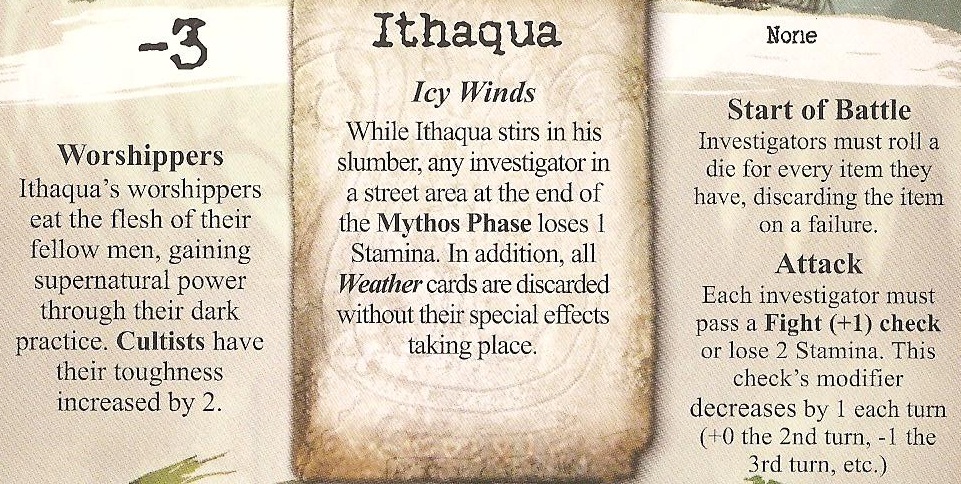 -3
Worshippers
Ithaqua's worshippers
eat the flesh of their
fellow men, gaining
supernatural power
through their dark
practice. Cultists have
their toughness
increased by 2.
Ithaqua
Icy Winds
While Ithaqua stirs in his
slumber, any investigator in
a street area at the end of
the Mythos Phase loses 1
Stamina. In addition, all
Weather cards are discarded
without their special effects
taking place.
None
Start of Battle
Investigators must roll a
die for every item they
have, discarding the item
on a failure.
Attack
Each investigator must
pass a Fight (+1) check
or lose 2 Stamina. This
check's modifier
decreases by 1 each turn
(+0 the 2nd turn, -1 the
3rd turn, etc.)